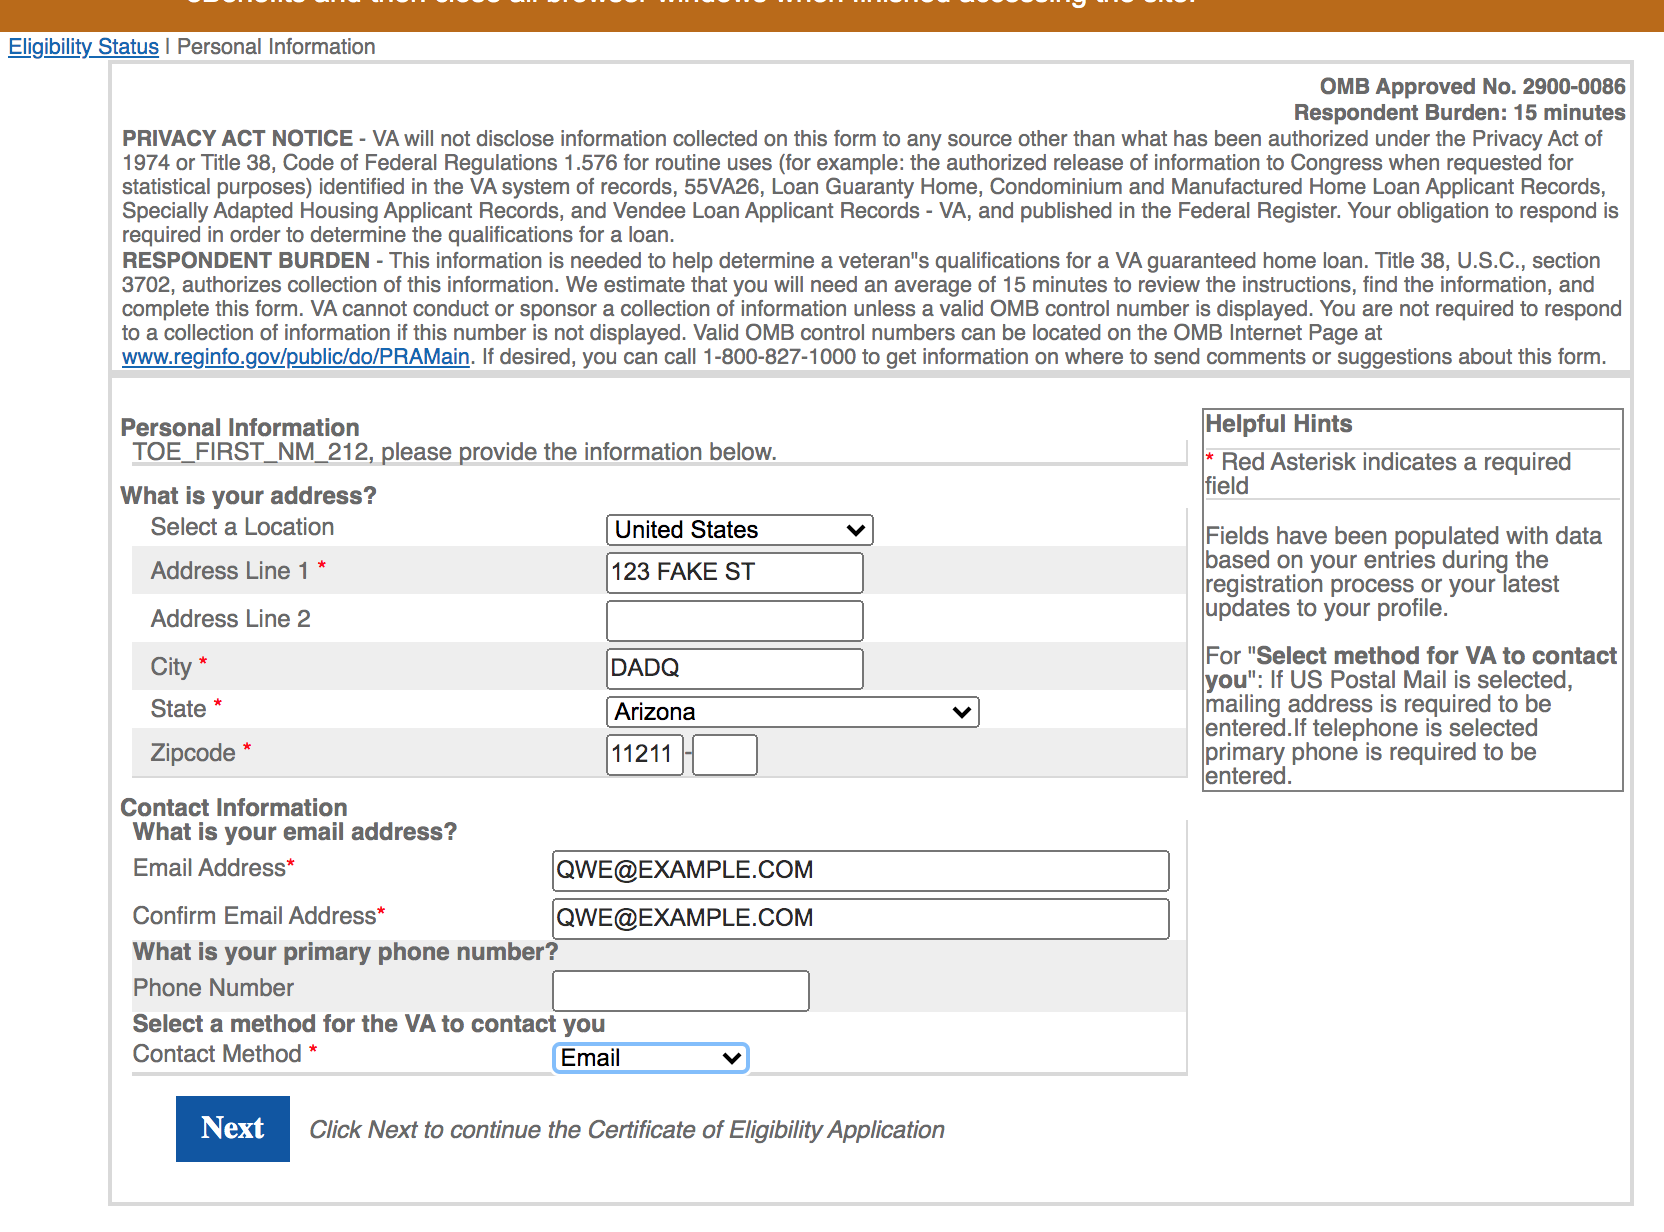 eBenefits and then close all browser windows when finished accessing the site.
Eligibility Status | Personal Information
OMB Approved No. 2900-0086
Respondent Burden: 15 minutes
PRIVACY ACT NOTICE - VA will not disclose information collected on this form to any source other than what has been authorized under the Privacy Act of
1974 or Title 38, Code of Federal Regulations 1.576 for routine uses (for example: the authorized release of information to Congress when requested for
statistical purposes) identified in the VA system of records, 55VA26, Loan Guaranty Home, Condominium and Manufactured Home Loan Applicant Records,
Specially Adapted Housing Applicant Records, and Vendee Loan Applicant Records - VA, and published in the Federal Register. Your obligation to respond is
required in order to determine the qualifications for a loan.
RESPONDENT BURDEN - This information is needed to help determine a veteran"s qualifications for a VA guaranteed home loan. Title 38, U.S.C., section
3702, authorizes collection of this information. We estimate that you will need an average of 15 minutes to review the instructions, find the information, and
complete this form. VA cannot conduct or sponsor a collection of information unless a valid OMB control number is displayed. You are not required to respond
to a collection of information if this number is not displayed. Valid OMB control numbers can be located on the OMB Internet Page at
www.reginfo.gov/public/do/PRAMain. If desired, you can call 1-800-827-1000 to get information on where to send comments or suggestions about this form.
Personal Information
TOE_FIRST_NM_212, please provide the information below.
What is your address?
Select a Location United States
Address Line 1 * 123 FAKE ST
Address Line 2
City * DADQ
State * Arizona
Zipcode * 11211 -
Contact Information
What is your email address?
Email Address* QWE@EXAMPLE.COM
Confirm Email Address* QWE@EXAMPLE.COM
What is your primary phone number?
Phone Number
Select a method for the VA to contact you
Contact Method * Email
Next Click Next to continue the Certificate of Eligibility Application
Helpful Hints
* Red Asterisk indicates a required
field
Fields have been populated with data
based on your entries during the
registration process or your latest
updates to your profile.
For "Select method for VA to contact
you": If US Postal Mail is selected,
mailing address is required to be
entered.If telephone is selected
primary phone is required to be
entered.